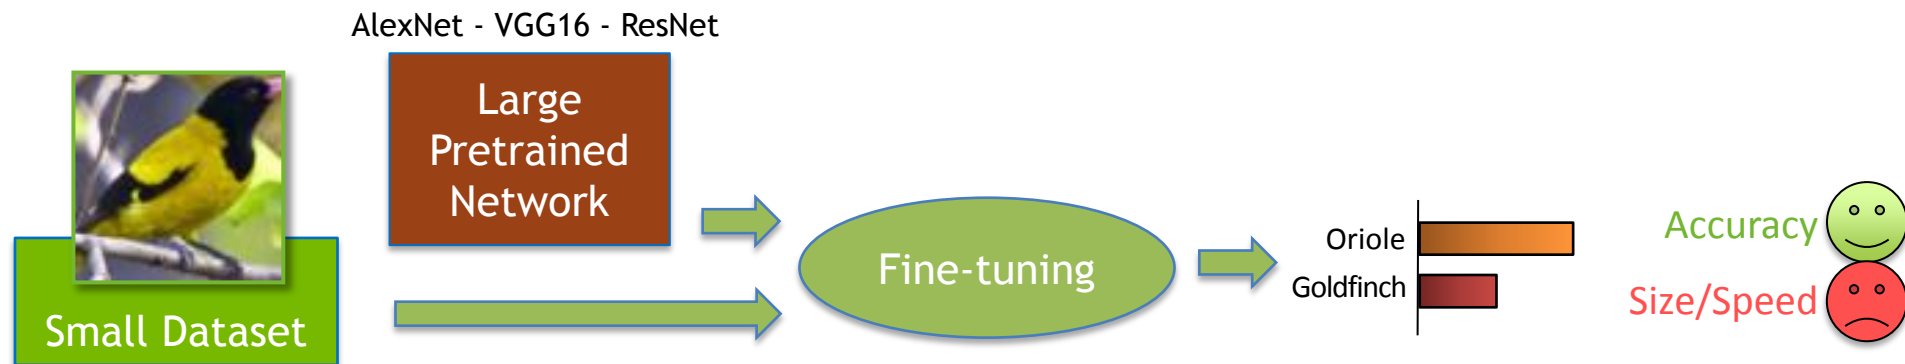 AlexNet - VGG16 - ResNet
Large
Pretrained
Network
Small Dataset
Fine-tuning
Oriole
Goldfinch
Accuracy
Size/Speed